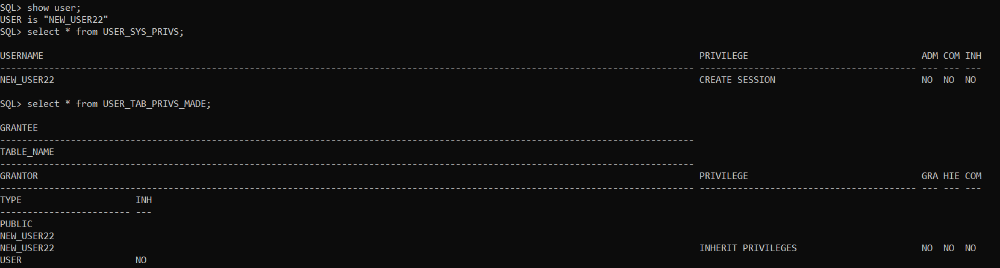 SQL> show user;
USER is "NEW_USER22"
SQL> select * from USER_SYS_PRIVS;
USERNAME PRIVILEGE ADM COM INH
-------------------------------------------------------------------------------------------------------------------------------- ---------------------------------------- --- --- ---
NEW_USER22 CREATE SESSION NO NO NO
SQL> select * from USER_TAB_PRIVS_MADE;
GRANTEE
--------------------------------------------------------------------------------------------------------------------------------
TABLE_NAME
--------------------------------------------------------------------------------------------------------------------------------
GRANTOR PRIVILEGE GRA HIE COM
-------------------------------------------------------------------------------------------------------------------------------- ---------------------------------------- --- --- ---
TYPE INH
------------------------ ---
PUBLIC
NEW_USER22
NEW_USER22 INHERIT PRIVILEGES NO NO NO
USER NO